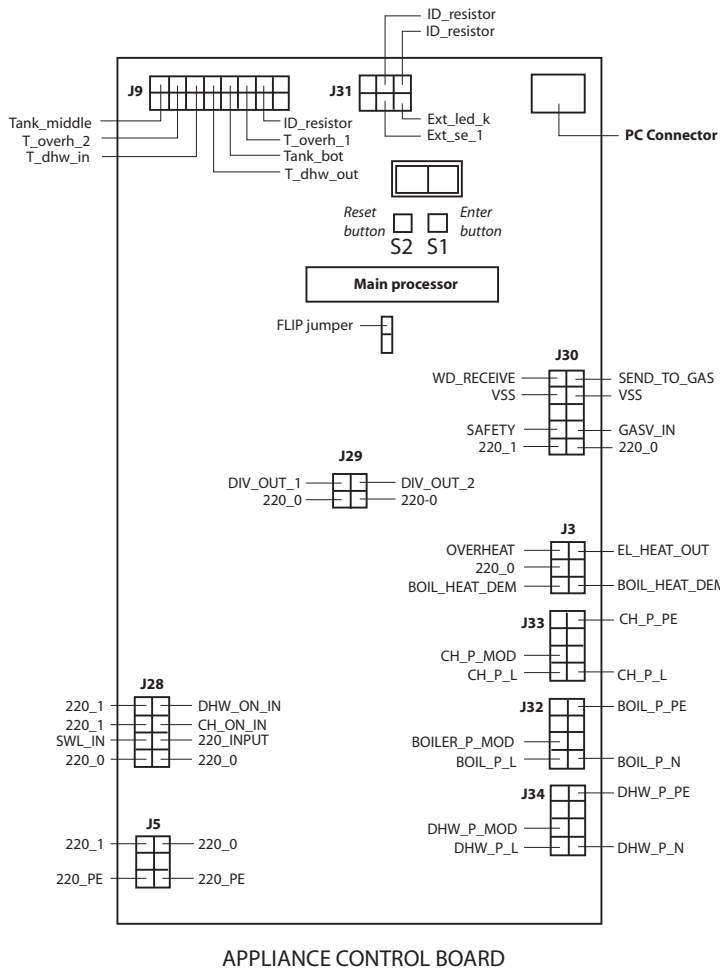 ID_resistor
ID_resistor
J9
J31
Tank_middle
T_overh_2
T_dhw_in
ID_resistor
T_overh_1
Tank_bot
T_dhw_out
Ext_led_k
Ext_se_1
PC Connector
Reset
button
Enter
button
S2 S1
Main processor
FLIP jumper
J30
WD_RECEIVE
SEND_TO_GAS
VSS
VSS
SAFETY
GASV_IN
220_1
220_0
J29
DIV_OUT_1
DIV_OUT_2
220_0
220-0
J3
OVERHEAT
EL_HEAT_OUT
220_0
BOIL_HEAT_DEM
BOIL_HEAT_DEM
J33
CH_P_PE
CH_P_MOD
CH_P_L
CH_P_L
J28
220_1
DHW_ON_IN
220_1
CH_ON_IN
SWL_IN
220_INPUT
220_0
220_0
J32
BOIL_P_PE
BOILER_P_MOD
BOIL_P_L
BOIL_P_N
J34
DHW_P_PE
DHW_P_MOD
DHW_P_L
DHW_P_N
J5
220_1
220_0
220_PE
220_PE
APPLIANCE CONTROL BOARD